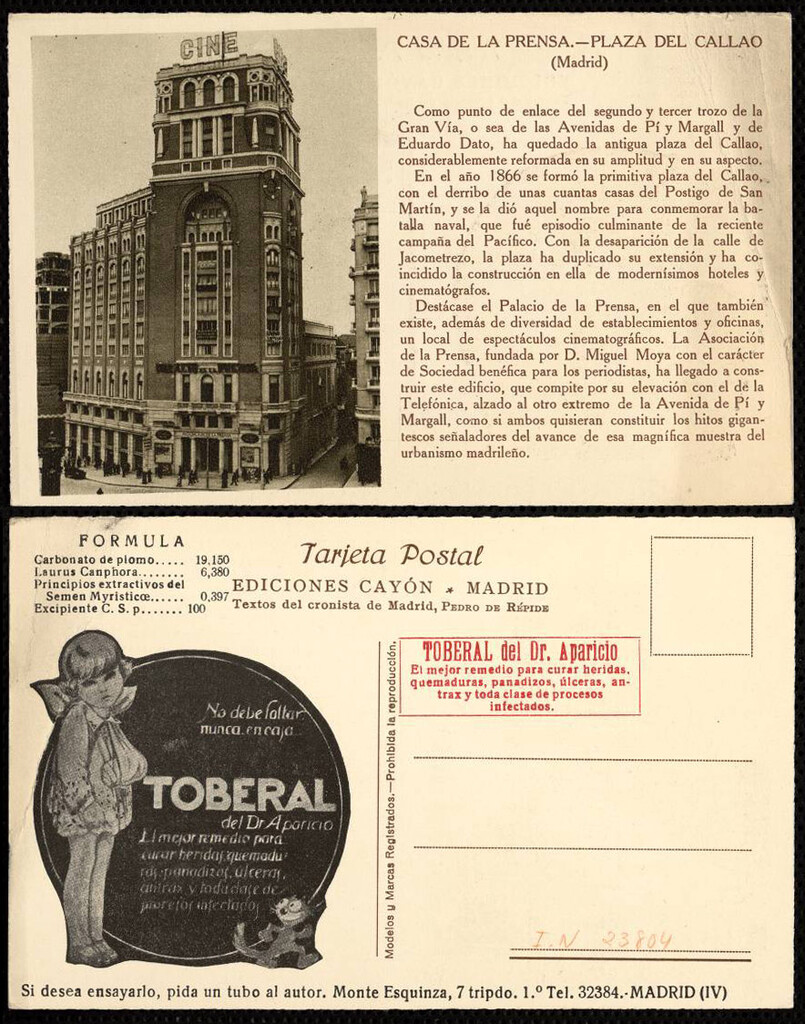 CINE
PALACIO DE LA PRENSA
CASA DE LA PRENSA.—PLAZA DEL CALLAO
(Madrid)
Como punto de enlace del segundo y tercer trozo de la
Gran Vía, o sea de las Avenidas de Pí y Margall y de
Eduardo Dato, ha quedado la antigua plaza del Callao,
considerablemente reformada en su amplitud y en su aspecto.
En el año 1866 se formó la primitiva plaza del Callao,
con el derribo de unas cuantas casas del Postigo de San
Martín, y se la dió aquel nombre para conmemorar la ba-
talla naval, que fué episodio culminante de la reciente
campaña del Pacífico. Con la desaparición de la calle de
Jacometrezo, la plaza ha duplicado su extensión y ha co-
incidido la construcción en ella de modernísimos hoteles y
cinematógrafos.
Destácase el Palacio de la Prensa, en el que también
existe, además de diversidad de establecimientos y oficinas,
un local de espectáculos cinematográficos. La Asociación
de la Prensa, fundada por D. Miguel Moya con el carácter
de Sociedad benéfica para los periodistas, ha llegado a cons-
truir este edificio, que compite por su elevación con el de la
Telefónica, alzado al otro extremo de la Avenida de Pí y
Margall, como si ambos quisieran constituir los hitos gigan-
tescos señaladores del avance de esa magnífica muestra del
urbanismo madrileño.
FORMULA
Carbonato de plomo..... 19,150
Laurus Canphora........ 6,380
Principios extractivos del
Semen Myristicœ...... 0,397
Excipiente C. S. p....... 100
Tarjeta Postal
EDICIONES CAYÓN * MADRID
Textos del cronista de Madrid, PEDRO DE RÉPIDE
No debe faltar
nunca en caja
TOBERAL
del Dr Aparicio
El mejor remedio para
curar heridas, quemadu-
ras, panadizos, úlceras,
antrax y toda clase de
procesos infectados
Modelos y Marcas Registrados.—Prohibida la reproducción.
TOBERAL del Dr. Aparicio
El mejor remedio para curar heridas,
quemaduras, panadizos, úlceras, an-
trax y toda clase de procesos
infectados.
I.N 23804
Si desea ensayarlo, pida un tubo al autor. Monte Esquinza, 7 tripdo. 1.º Tel. 32384.-MADRID (IV)